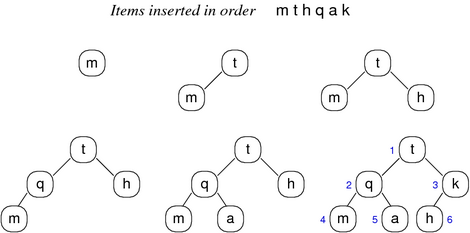 Items inserted in order m t h q a k
m t t
m m h
t t 1 t
q h q h 2 q 3 k
m m a 4 m 5 a h 6